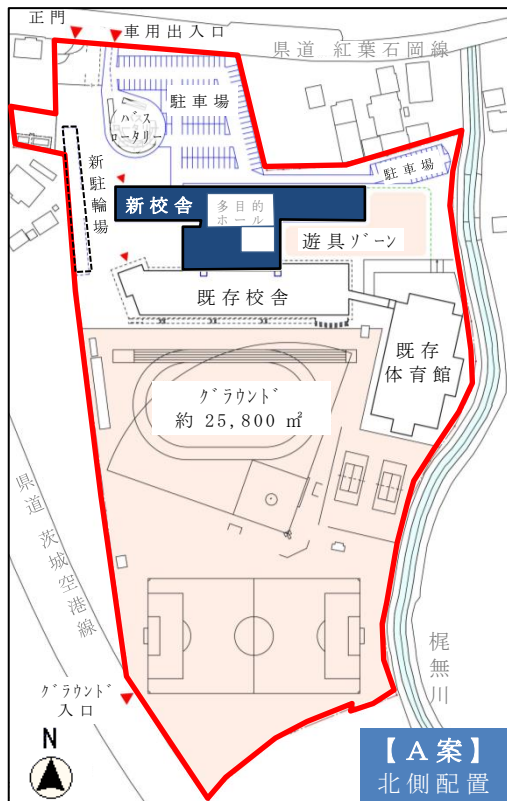 正門
車用出入口
県道 紅葉石岡線
駐車場
バス
ロータリー
駐車場
新駐輪場
新校舎
多目的
ホール
遊具ゾーン
既存校舎
既存
体育館
グラウンド
約 25,800 ㎡
県道 茨城空港線
梶無川
グラウンド
入口
N
【A案】
北側配置